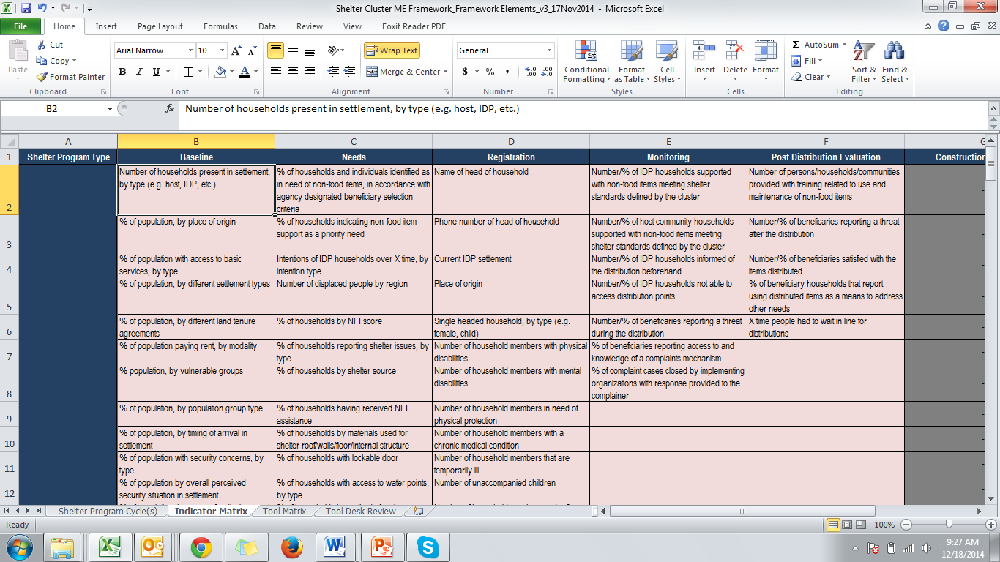 Shelter Cluster ME Framework_Framework Elements_v3_17Nov2014 - Microsoft Excel
File Home Insert Page Layout Formulas Data Review View Foxit Reader PDF
Paste
Cut
Copy
Format Painter
Clipboard
Arial Narrow 10
B I U
Font
Wrap Text
Merge & Center
Alignment
General
$ % ,
Number
Conditional
Formatting
Format
as Table
Cell
Styles
Styles
Insert Delete Format
Cells
AutoSum
Fill
Clear
Sort &
Filter
Find &
Select
Editing
B2 fx Number of households present in settlement, by type (e.g. host, IDP, etc.)
A B C D E F G
1 Shelter Program Type Baseline Needs Registration Monitoring Post Distribution Evaluation Construction
2
Number of households present in settlement,
by type (e.g. host, IDP, etc.)
% of households and individuals identified as
in need of non-food items, in accordance with
agency designated beneficiary selection
criteria
Name of head of household
Number/% of IDP households supported
with non-food items meeting shelter
standards defined by the cluster
Number of persons/households/communities
provided with training related to use and
maintenance of non-food items
-
3
% of population, by place of origin
% of households indicating non-food item
support as a priority need
Phone number of head of household
Number/% of host community households
supported with non-food items meeting
shelter standards defined by the cluster
Number/% of beneficiaries reporting a threat
after the distribution
-
4
% of population with access to basic
services, by type
Intentions of IDP households over X time, by
intention type
Current IDP settlement
Number/% of IDP households informed of
the distribution beforehand
Number/% of beneficiaries satisfied with the
items distributed
-
5
% of population, by different settlement types
Number of displaced people by region
Place of origin
Number/% of IDP households not able to
access distribution points
% of beneficiary households that report
using distributed items as a means to address
other needs
-
6
% of population, by different land tenure
agreements
% of households by NFI score
Single headed household, by type (e.g.
female, child)
Number/% of beneficaries reporting a threat
during the distribution
X time people had to wait in line for
distributions
-
7
% of population paying rent, by modality
% of households reporting shelter issues, by
type
Number of household members with physical
disabilities
% of beneficiaries reporting access to and
knowledge of a complaints mechanism
-
8
% population, by vulnerable groups
% of households by shelter source
Number of household members with mental
disabilities
% of complaint cases closed by implementing
organizations with response provided to the
complainer
-
9
% of population, by population group type
% of households having received NFI
assistance
Number of household members in need of
physical protection
-
10
% of population, by timing of arrival in
settlement
% of households by materials used for
shelter roof/walls/floor/internal structure
Number of household members with a
chronic medical condition
-
11
% of population with security concerns, by
type
% of households with lockable door
Number of household members that are
temporarily ill
-
12
% of population by overall perceived
security situation in settlement
% of households with access to water points,
by type
Number of unaccompanied children
-
Shelter Program Cycle(s) Indicator Matrix Tool Matrix Tool Desk Review
Ready 100%
9:27 AM
12/18/2014